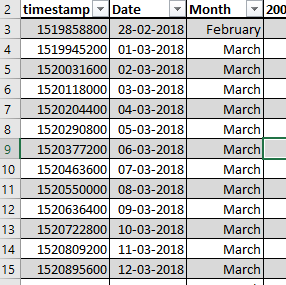 2 timestamp Date Month 200
3 1519858800 28-02-2018 February
4 1519945200 01-03-2018 March
5 1520031600 02-03-2018 March
6 1520118000 03-03-2018 March
7 1520204400 04-03-2018 March
8 1520290800 05-03-2018 March
9 1520377200 06-03-2018 March
10 1520463600 07-03-2018 March
11 1520550000 08-03-2018 March
12 1520636400 09-03-2018 March
13 1520722800 10-03-2018 March
14 1520809200 11-03-2018 March
15 1520895600 12-03-2018 March